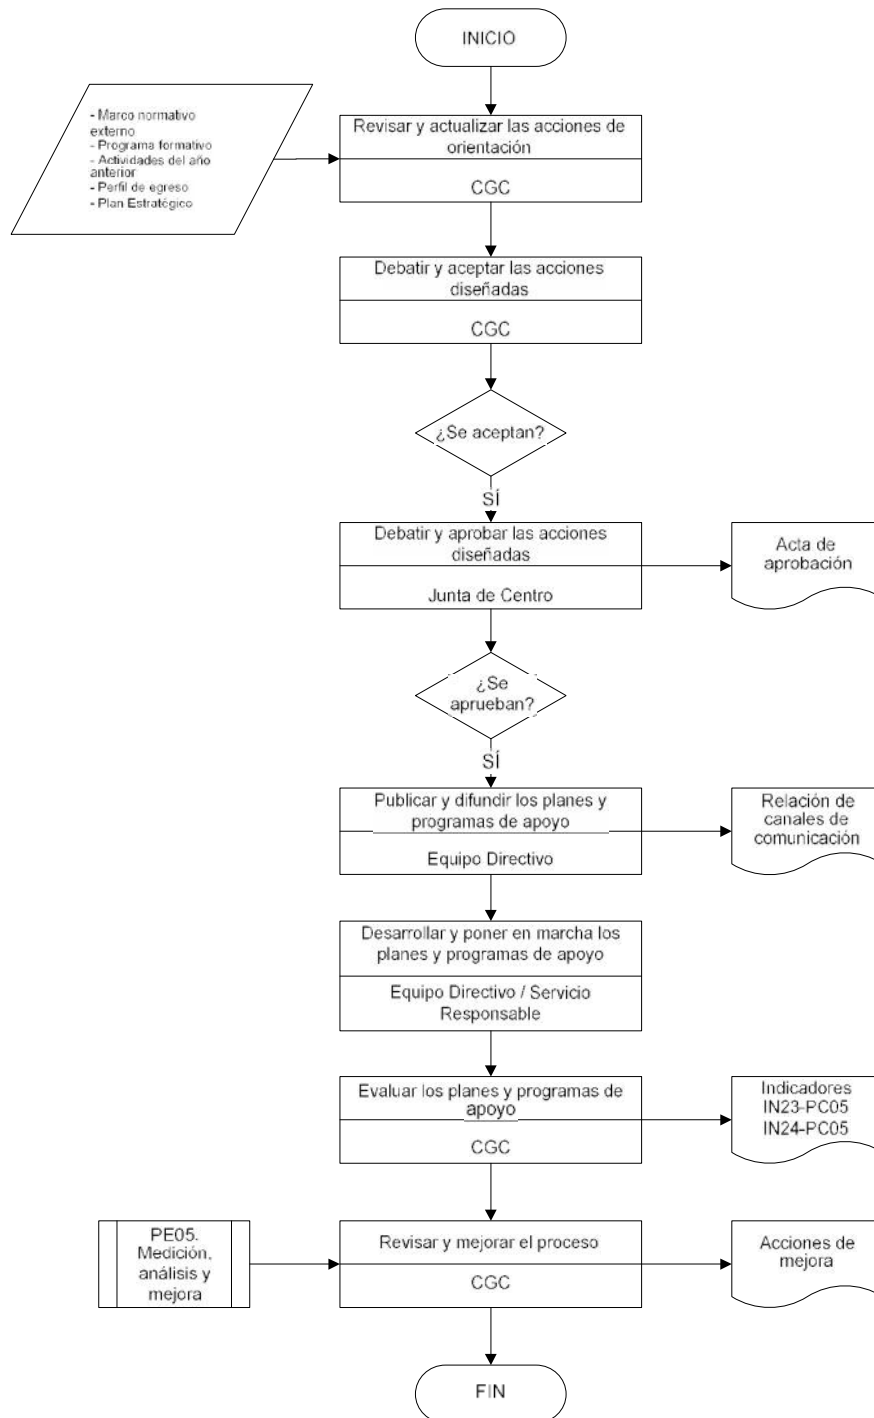 INICIO
- Marco normativo
externo
- Programa formativo
- Actividades del año
anterior
- Perfil de egreso
- Plan Estratégico
Revisar y actualizar las acciones de
orientación
CGC
Debatir y aceptar las acciones
diseñadas
CGC
¿Se aceptan?
SÍ
Debatir y aprobar las acciones
diseñadas
Junta de Centro
Acta de
aprobación
¿Se
aprueban?
SÍ
Publicar y difundir los planes y
programas de apoyo
Equipo Directivo
Relación de
canales de
comunicación
Desarrollar y poner en marcha los
planes y programas de apoyo
Equipo Directivo / Servicio
Responsable
Evaluar los planes y programas de
apoyo
CGC
Indicadores
IN23-PC05
IN24-PC05
PE05.
Medición,
análisis y
mejora
Revisar y mejorar el proceso
CGC
Acciones de
mejora
FIN